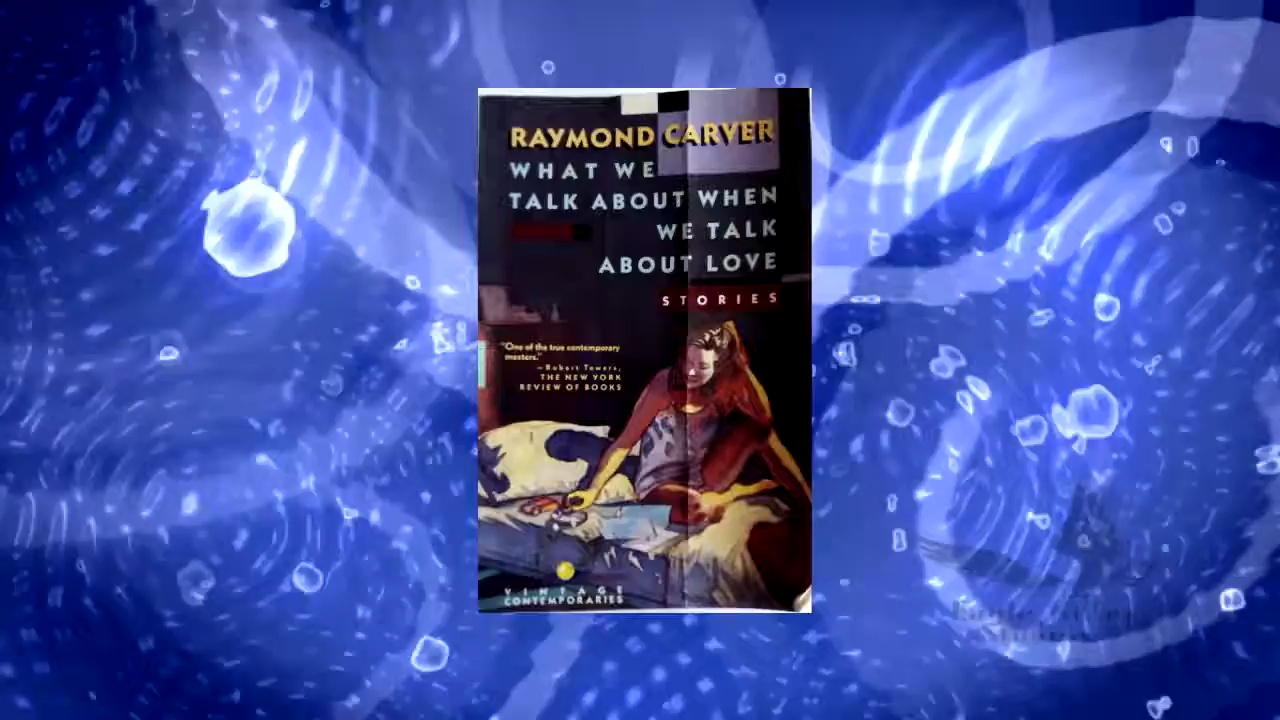 RAYMOND CARVER
WHAT WE
TALK ABOUT WHEN
WE TALK
ABOUT LOVE
STORIES
"One of the true contemporary
masters."
—Robert Towers,
THE NEW YORK
REVIEW OF BOOKS
VINTAGE
CONTEMPORARIES